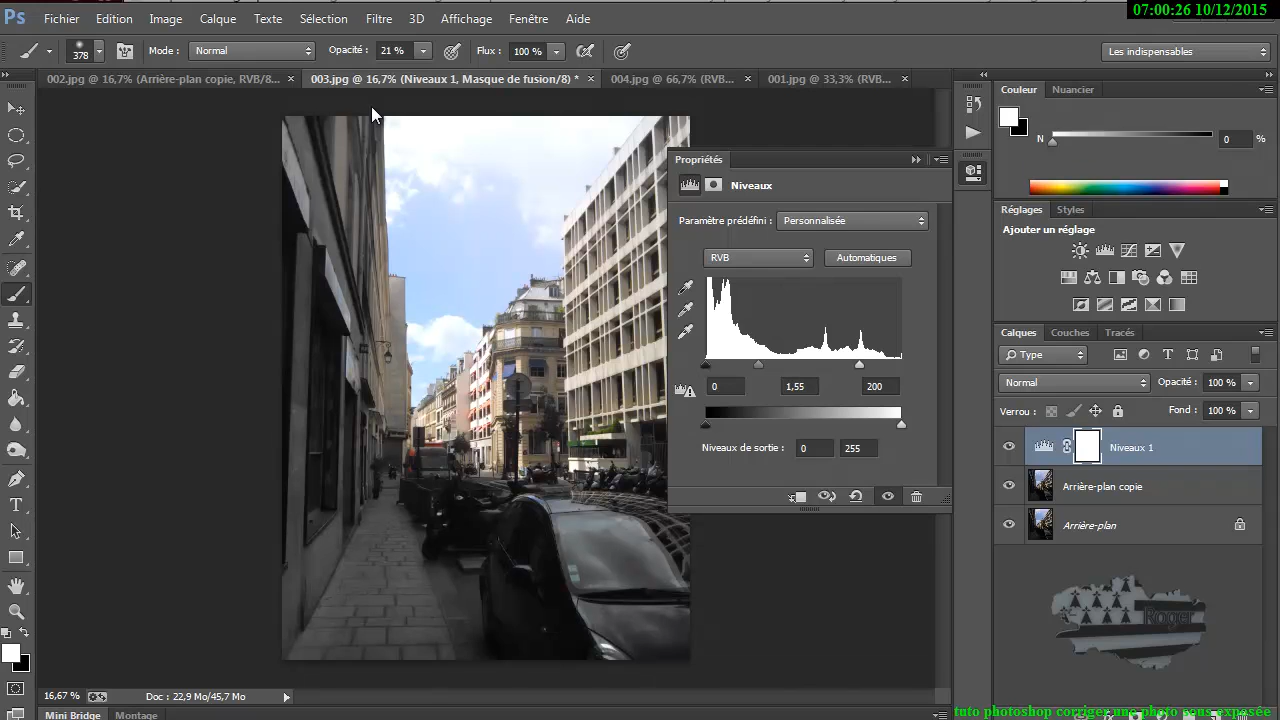 07:00:26 10/12/2015
Ps Fichier Edition Image Calque Texte Sélection Filtre 3D Affichage Fenêtre Aide
378 Mode : Normal Opacité : 21 % Flux : 100 % Les indispensables
002.jpg @ 16,7% (Arrière-plan copie, RVB/8... × 003.jpg @ 16,7% (Niveaux 1, Masque de fusion/8) * × 004.jpg @ 66,7% (RVB... × 001.jpg @ 33,3% (RVB... ×
Couleur Nuancier
N 0 %
Propriétés
Niveaux
Paramètre prédéfini : Personnalisée
RVB Automatiques
0 1,55 200
Niveaux de sortie : 0 255
Réglages Styles
Ajouter un réglage
Calques Couches Tracés
Type
Normal Opacité : 100 %
Verrou : Fond : 100 %
Niveaux 1
Arrière-plan copie
Arrière-plan
Roger
16,67 % Doc : 22,9 Mo/45,7 Mo
Mini Bridge Montage
tuto photoshop corriger une photo sous exposée